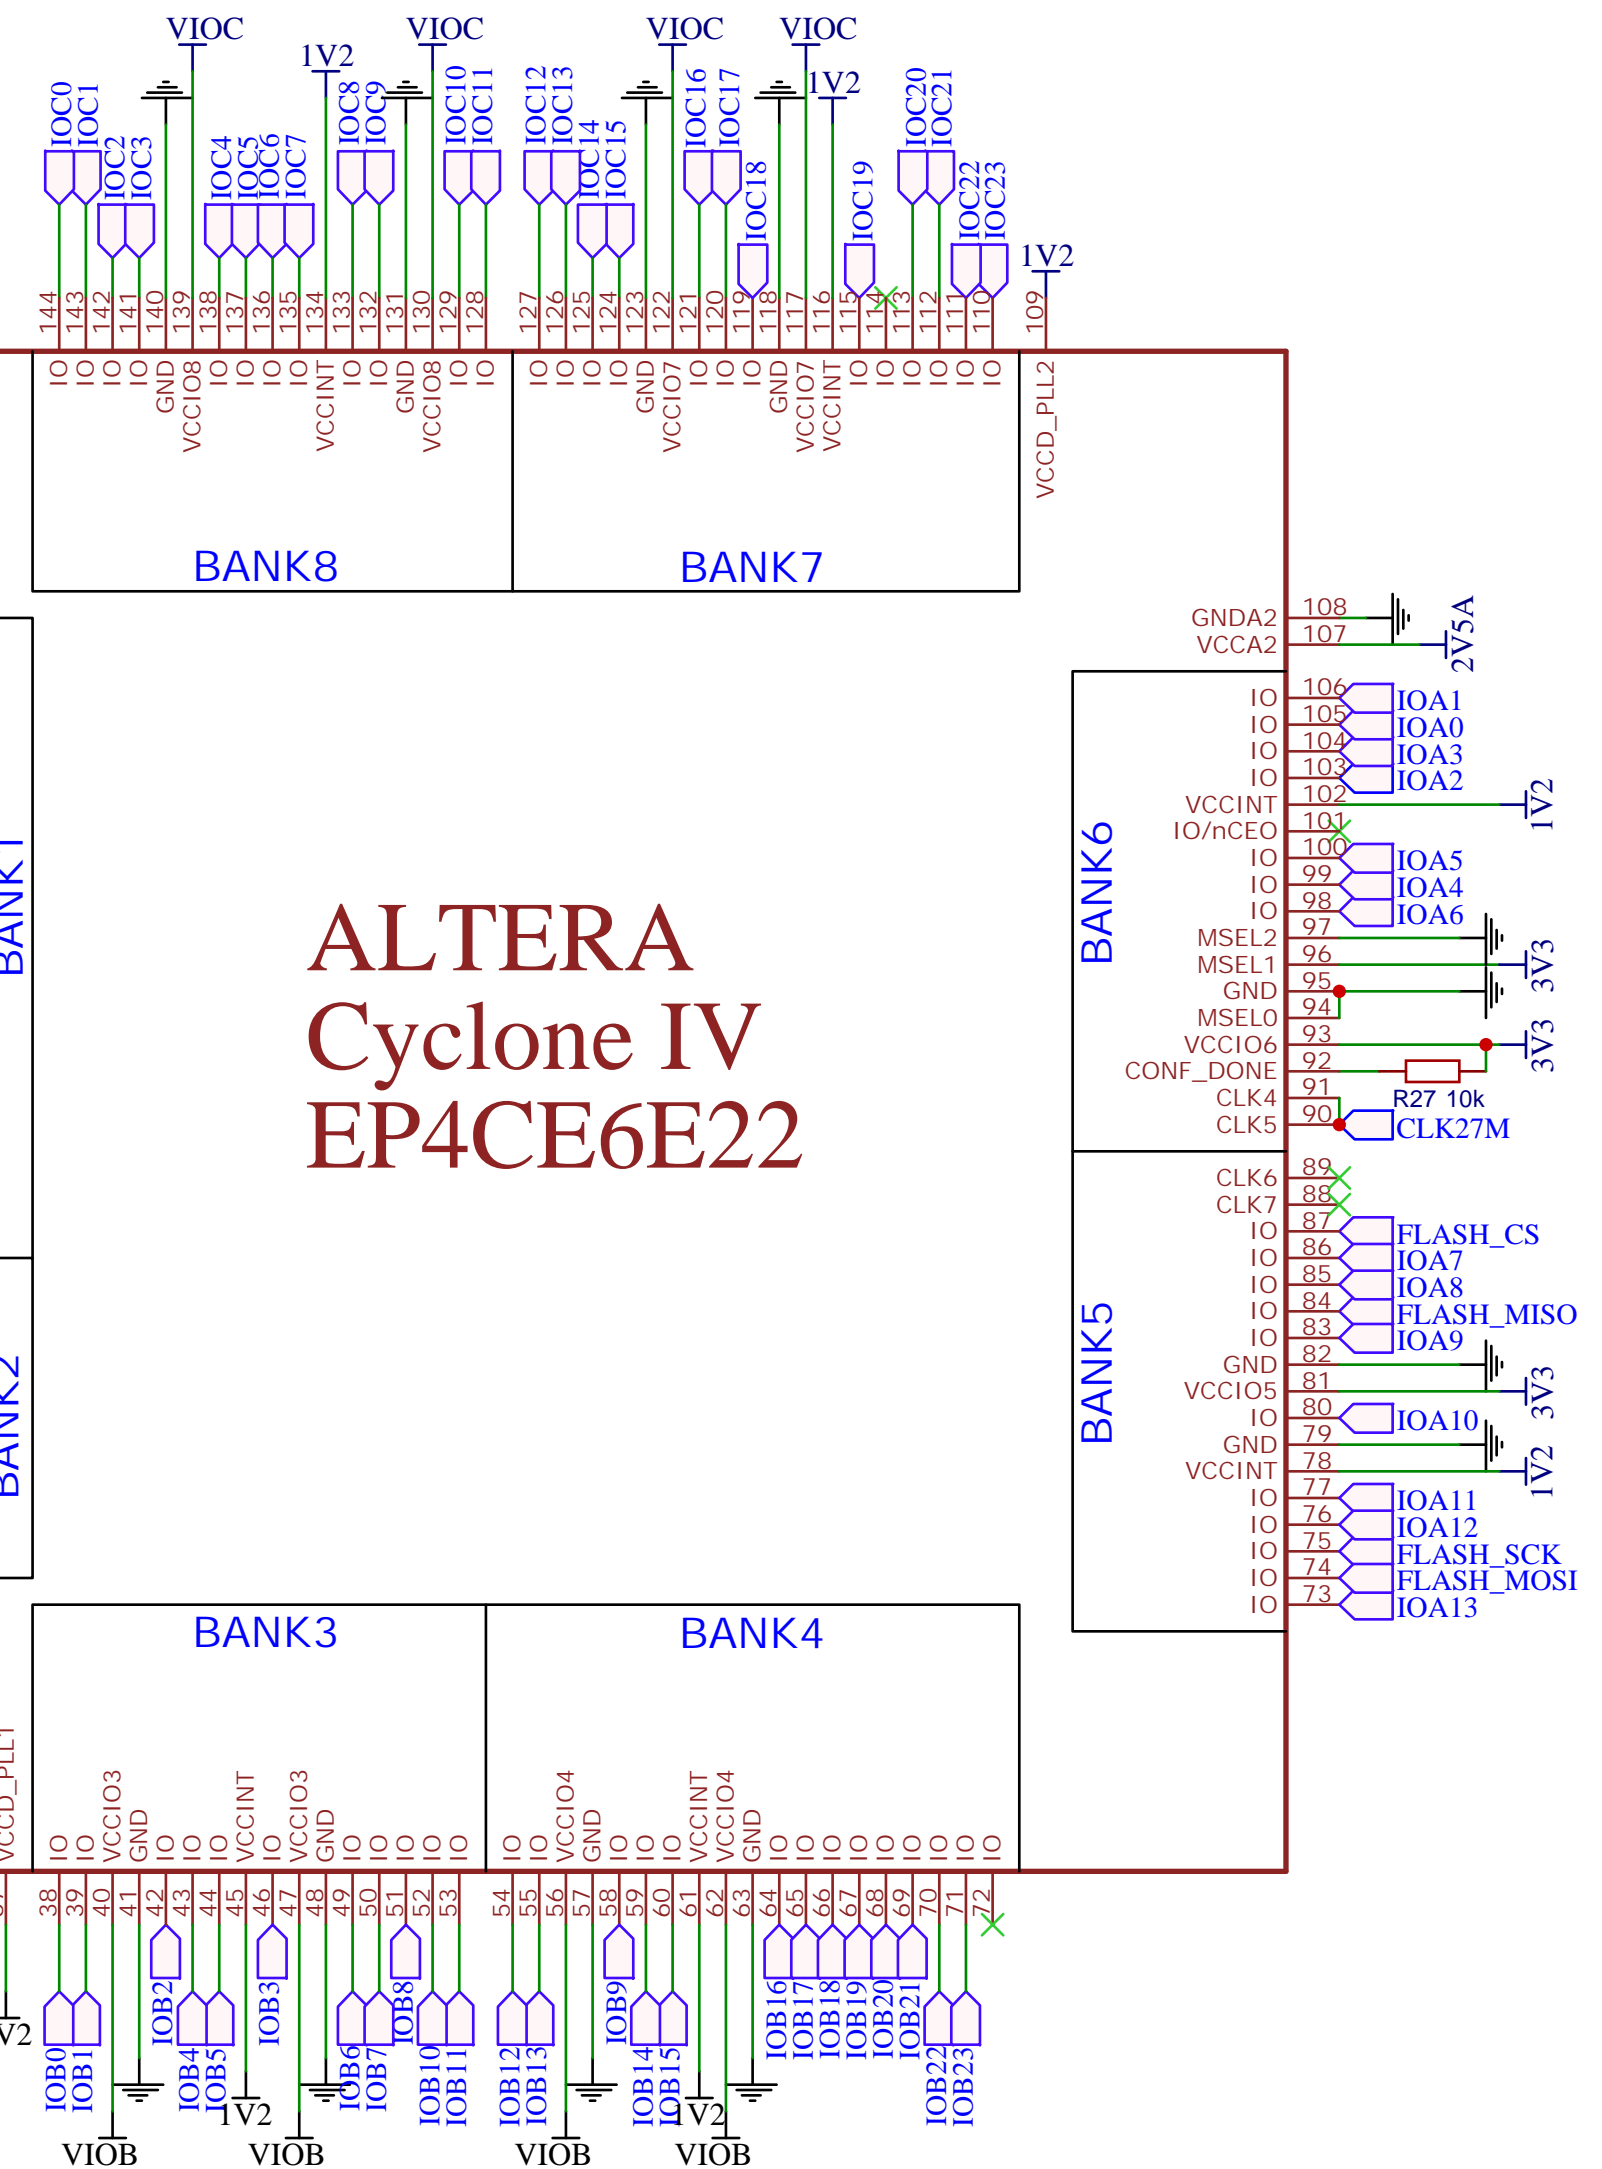 VIOC
VIOC
VIOC
VIOC
1V2
1V2
IOC0
IOC1
IOC2
IOC3
IOC4
IOC5
IOC6
IOC7
IOC8
IOC9
IOC10
IOC11
IOC12
IOC13
IOC14
IOC15
IOC16
IOC17
IOC18
IOC19
IOC20
IOC21
IOC22
IOC23
1V2
144
143
142
141
140
139
138
137
136
135
134
133
132
131
130
129
128
127
126
125
124
123
122
121
120
119
118
117
116
115
114
113
112
111
110
109
IO
IO
IO
IO
GND
VCCIO8
IO
IO
IO
IO
VCCINT
IO
IO
GND
VCCIO8
IO
IO
IO
IO
IO
IO
GND
VCCIO7
IO
IO
IO
GND
VCCIO7
VCCINT
IO
IO
IO
IO
IO
IO
VCCD_PLL2
BANK8
BANK7
GNDA2 108
VCCA2 107 2V5A
BANK6
IO 106 IOA1
IO 105 IOA0
IO 104 IOA3
IO 103 IOA2
VCCINT 102 1V2
IO/nCEO 101
IO 100 IOA5
IO 99 IOA4
IO 98 IOA6
MSEL2 97
MSEL1 96 3V3
GND 95
MSEL0 94
VCCIO6 93 3V3
CONF_DONE 92
R27 10k
CLK4 91
CLK5 90 CLK27M
BANK1
ALTERA
Cyclone IV
EP4CE6E22
BANK5
CLK6 89
CLK7 88
IO 87 FLASH_CS
IO 86 IOA7
IO 85 IOA8
IO 84 FLASH_MISO
IO 83 IOA9
GND 82
VCCIO5 81 3V3
IO 80 IOA10
GND 79
VCCINT 78 1V2
IO 77 IOA11
IO 76 IOA12
IO 75 FLASH_SCK
IO 74 FLASH_MOSI
IO 73 IOA13
BANK2
BANK3
BANK4
VCCD_PLL1
IO
IO
VCCIO3
GND
IO
IO
IO
VCCINT
IO
VCCIO3
GND
IO
IO
IO
IO
IO
IO
IO
VCCIO4
GND
IO
IO
IO
VCCINT
VCCIO4
GND
IO
IO
IO
IO
IO
IO
IO
IO
IO
38
39
40
41
42
43
44
45
46
47
48
49
50
51
52
53
54
55
56
57
58
59
60
61
62
63
64
65
66
67
68
69
70
71
72
V2
IOB0
IOB1
IOB2
IOB4
IOB5
IOB3
IOB6
IOB7
IOB8
IOB10
IOB11
IOB12
IOB13
IOB9
IOB14
IOB15
IOB16
IOB17
IOB18
IOB19
IOB20
IOB21
IOB22
IOB23
1V2
1V2
VIOB
VIOB
VIOB
VIOB